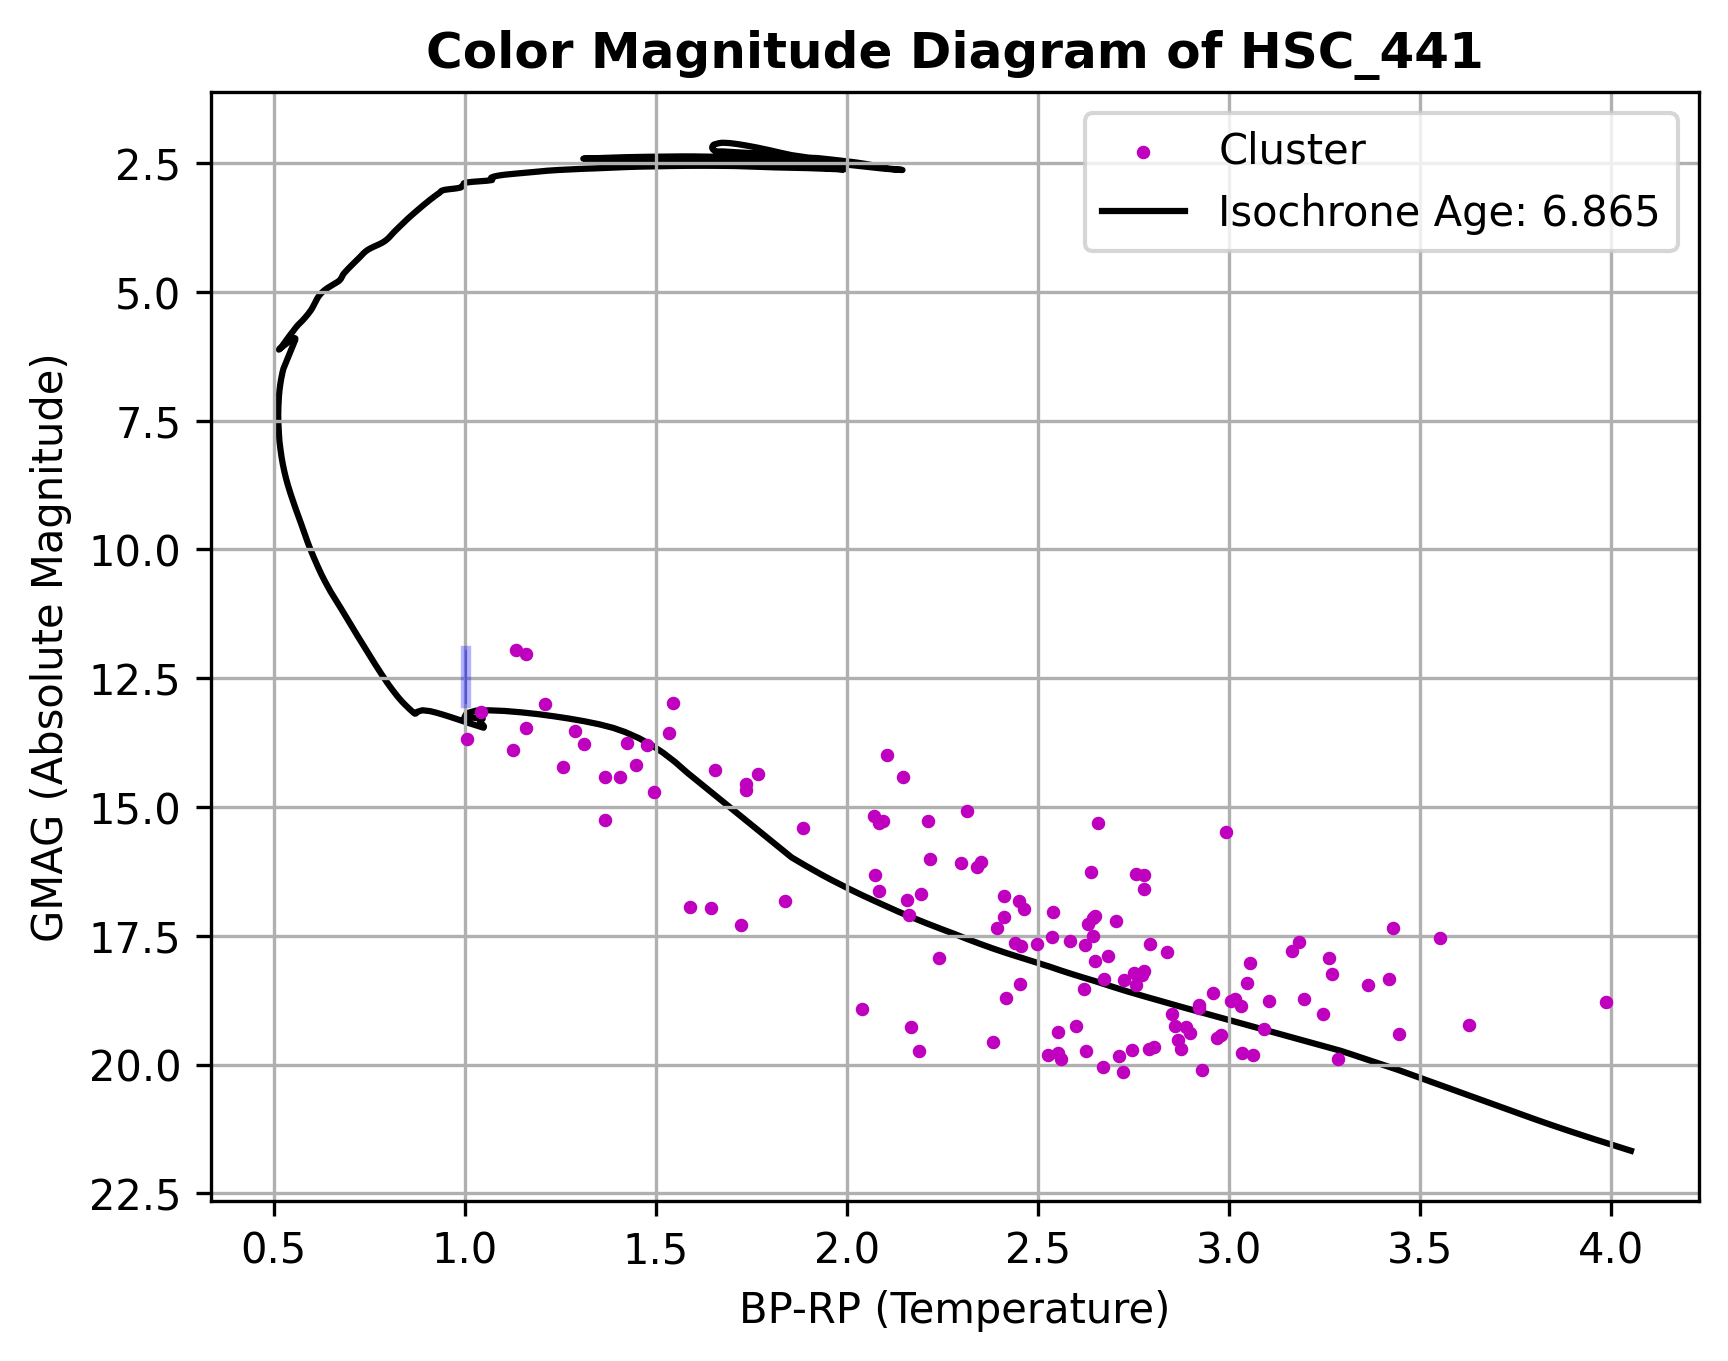 Color Magnitude Diagram of HSC_441
Cluster
Isochrone Age: 6.865
GMAG (Absolute Magnitude)
2.5
5.0
7.5
10.0
12.5
15.0
17.5
20.0
22.5
0.5 1.0 1.5 2.0 2.5 3.0 3.5 4.0
BP-RP (Temperature)